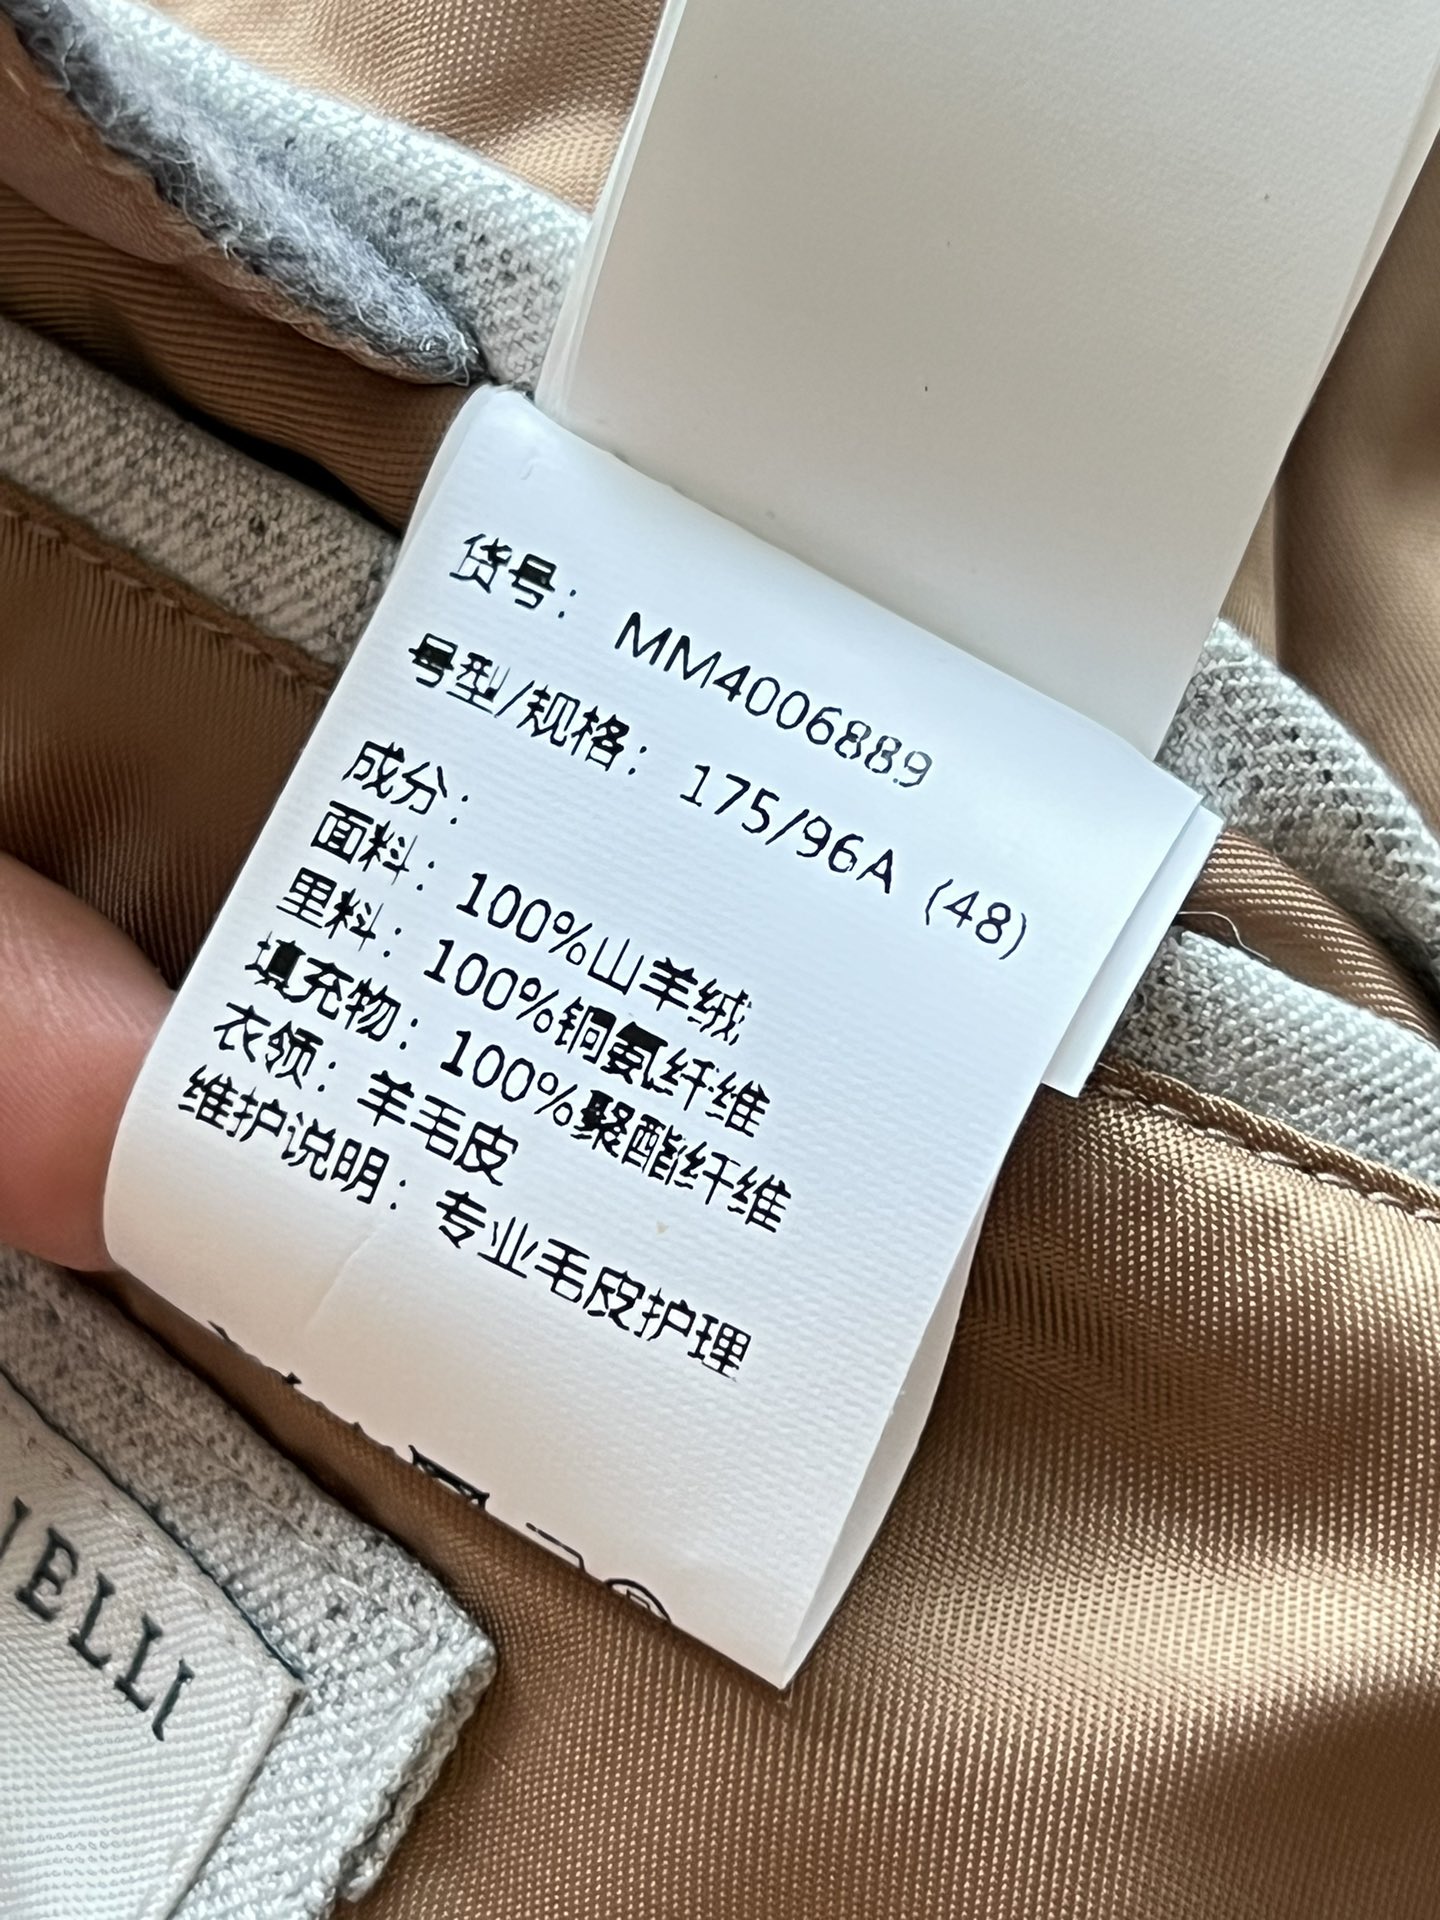 货号：MM4006889
号型/规格：175/96A (48)
成分：
面料：100%山羊绒
里料：100%铜氨纤维
填充物：100%聚酯纤维
衣领：羊毛皮
维护说明：专业毛皮护理
ELLI